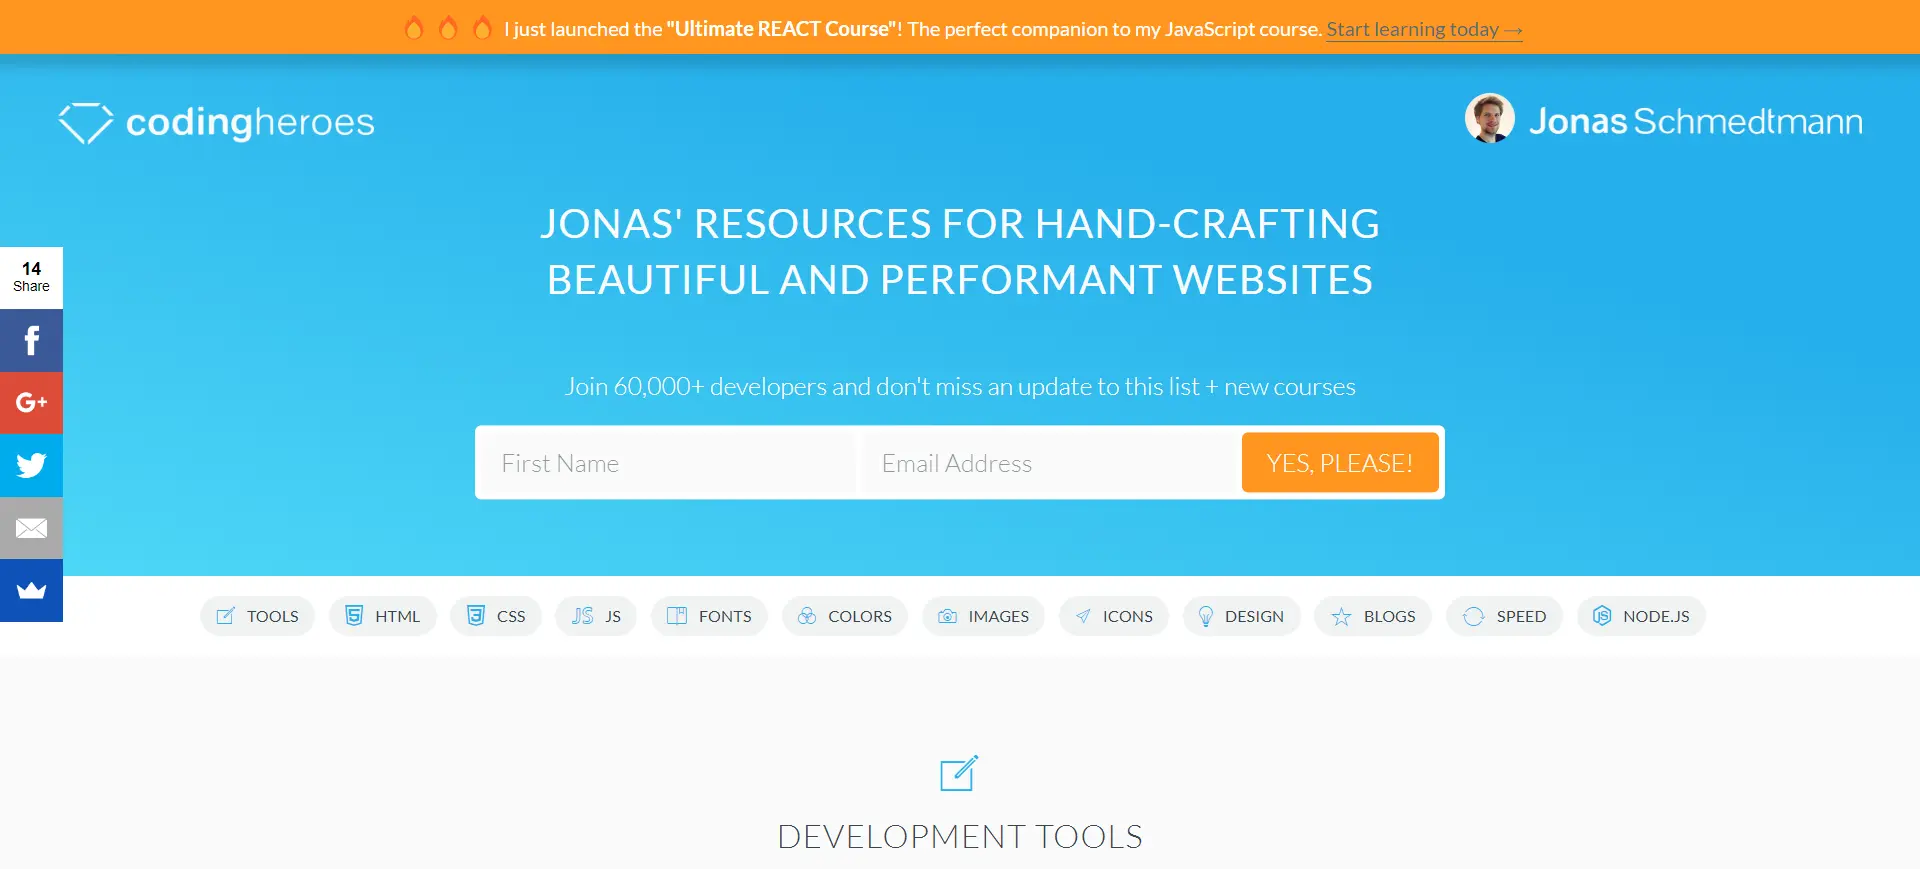 I just launched the "Ultimate REACT Course"! The perfect companion to my JavaScript course. Start learning today →
codingheroes
Jonas Schmedtmann
JONAS' RESOURCES FOR HAND-CRAFTING
BEAUTIFUL AND PERFORMANT WEBSITES
14
Share
Join 60,000+ developers and don't miss an update to this list + new courses
First Name
Email Address
YES, PLEASE!
TOOLS
HTML
CSS
JS
FONTS
COLORS
IMAGES
ICONS
DESIGN
BLOGS
SPEED
NODE.JS
DEVELOPMENT TOOLS